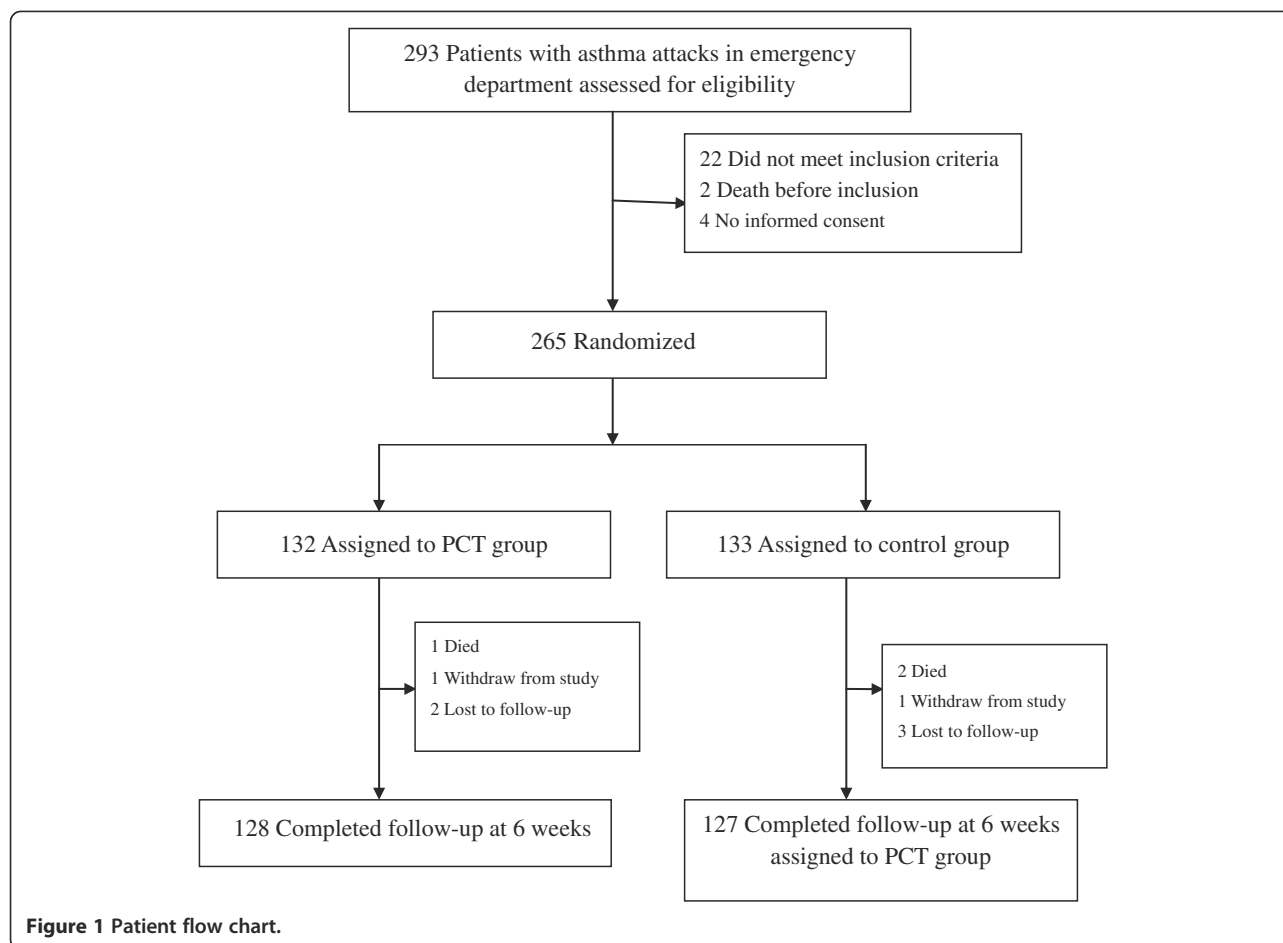 293 Patients with asthma attacks in emergency
department assessed for eligibility
22 Did not meet inclusion criteria
2 Death before inclusion
4 No informed consent
265 Randomized
132 Assigned to PCT group
133 Assigned to control group
1 Died
1 Withdraw from study
2 Lost to follow-up
2 Died
1 Withdraw from study
3 Lost to follow-up
128 Completed follow-up at 6 weeks
127 Completed follow-up at 6 weeks
assigned to PCT group
Figure 1 Patient flow chart.